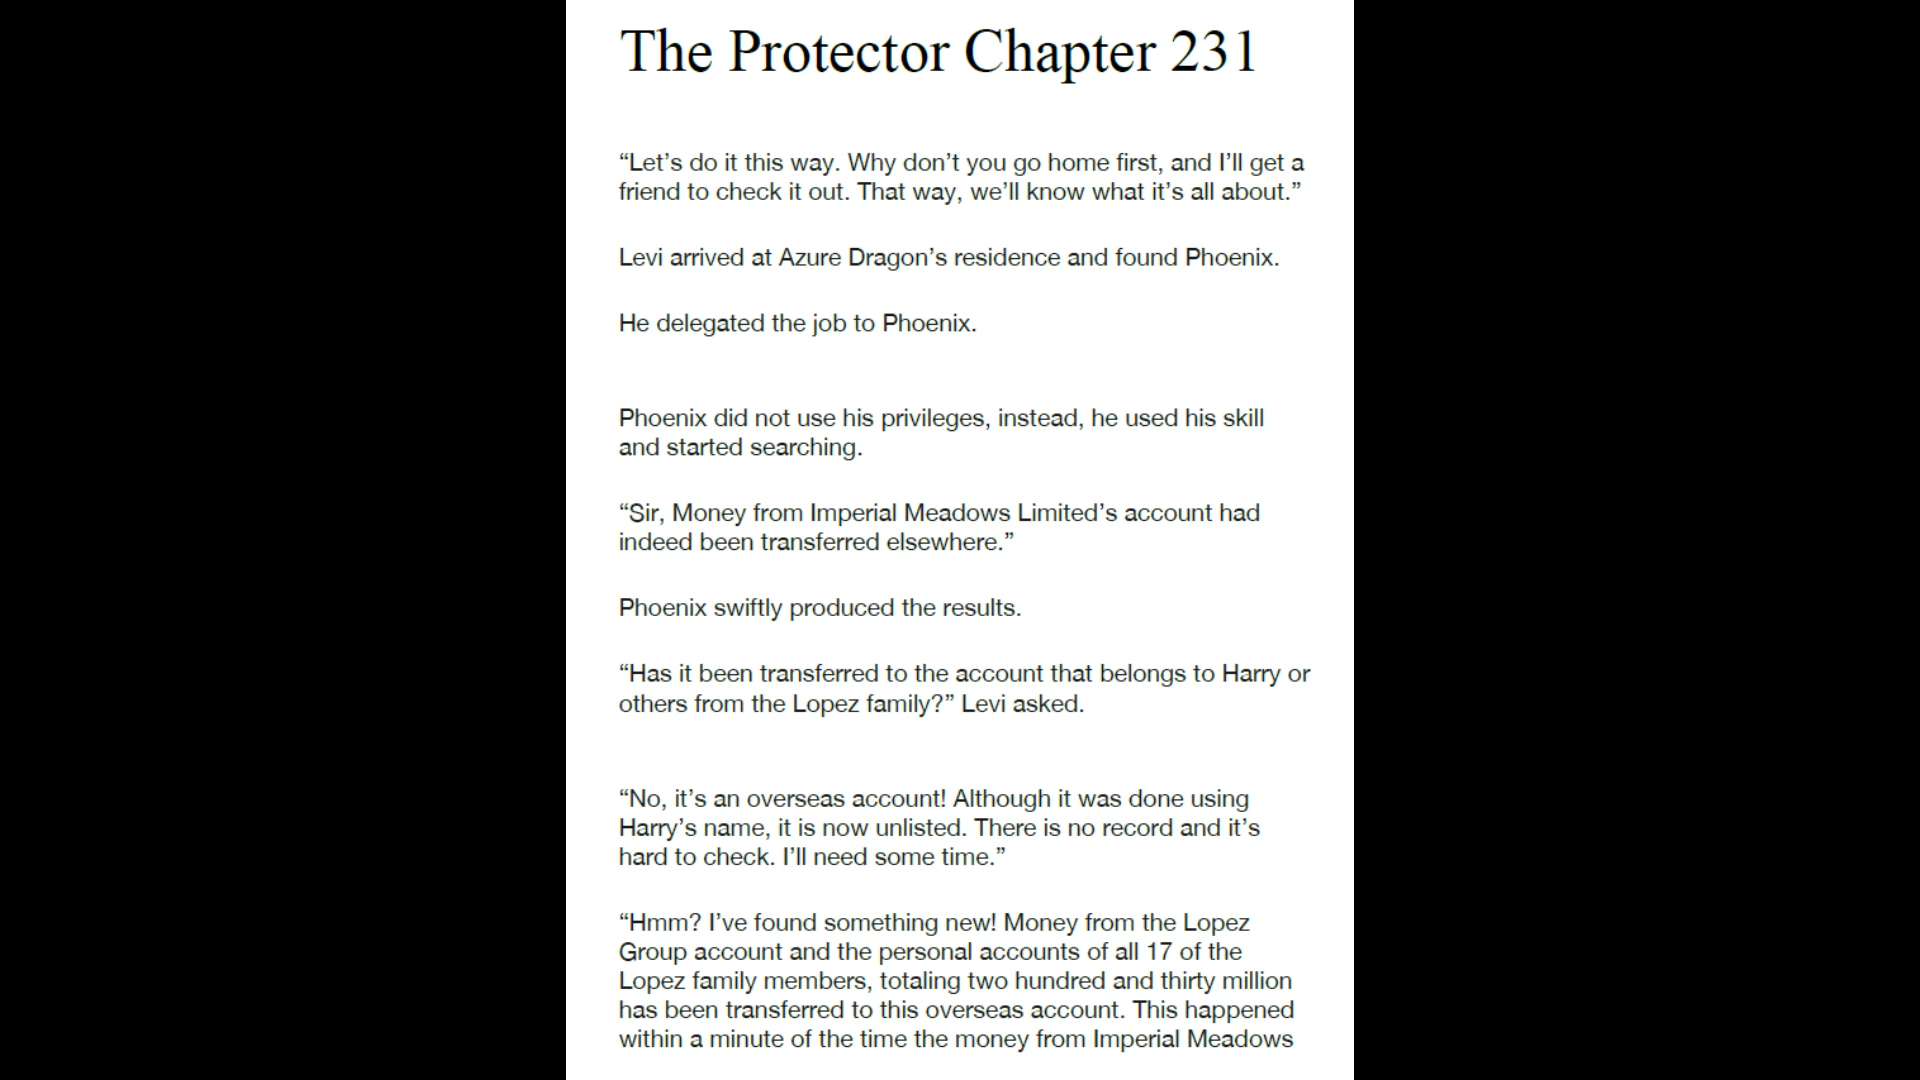 The Protector Chapter 231
“Let’s do it this way. Why don’t you go home first, and I’ll get a
friend to check it out. That way, we’ll know what it’s all about.”
Levi arrived at Azure Dragon’s residence and found Phoenix.
He delegated the job to Phoenix.
Phoenix did not use his privileges, instead, he used his skill
and started searching.
“Sir, Money from Imperial Meadows Limited’s account had
indeed been transferred elsewhere.”
Phoenix swiftly produced the results.
“Has it been transferred to the account that belongs to Harry or
others from the Lopez family?” Levi asked.
“No, it’s an overseas account! Although it was done using
Harry’s name, it is now unlisted. There is no record and it’s
hard to check. I’ll need some time.”
“Hmm? I’ve found something new! Money from the Lopez
Group account and the personal accounts of all 17 of the
Lopez family members, totaling two hundred and thirty million
has been transferred to this overseas account. This happened
within a minute of the time the money from Imperial Meadows